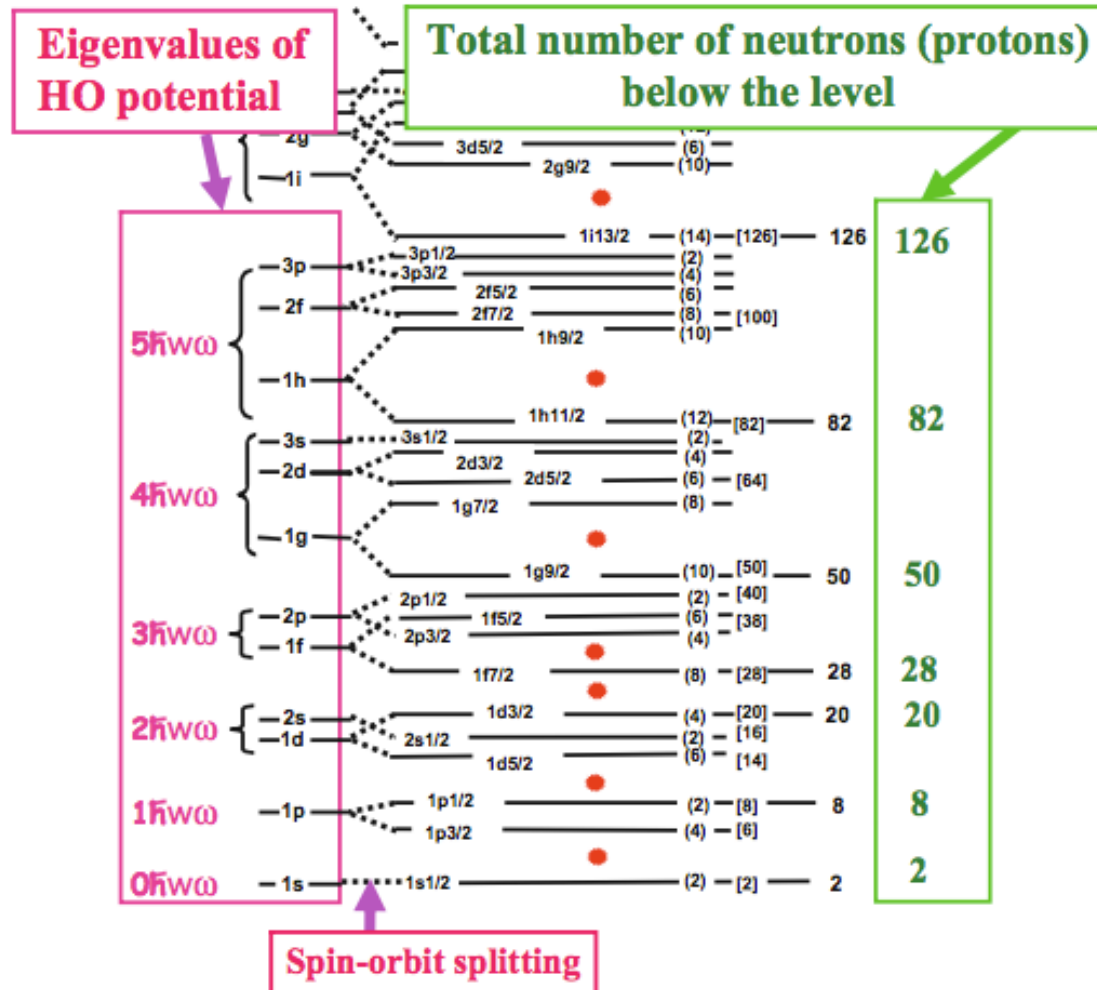 Eigenvalues of
HO potential
Total number of neutrons (protons)
below the level
2g
3d5/2 (6)
2g9/2 (10)
1i
1i13/2 (14) [126] 126 126
3p1/2 (2)
3p
3p3/2 (4)
2f5/2 (6)
2f
2f7/2 (8) [100]
1h9/2 (10)
5ℏwω
1h
1h11/2 (12) [82] 82 82
3s 3s1/2 (2)
2d3/2 (4)
2d
2d5/2 (6) [64]
4ℏwω
1g7/2 (8)
1g
1g9/2 (10) [50] 50 50
2p1/2 (2) [40]
2p
1f5/2 (6) [38]
3ℏwω
2p3/2 (4)
1f
1f7/2 (8) [28] 28 28
1d3/2 (4) [20] 20 20
2s
2ℏwω
2s1/2 (2) [16]
1d
1d5/2 (6) [14]
1p1/2 (2) [8] 8 8
1ℏwω 1p
1p3/2 (4) [6]
0ℏwω 1s 1s1/2 (2) [2] 2 2
Spin-orbit splitting